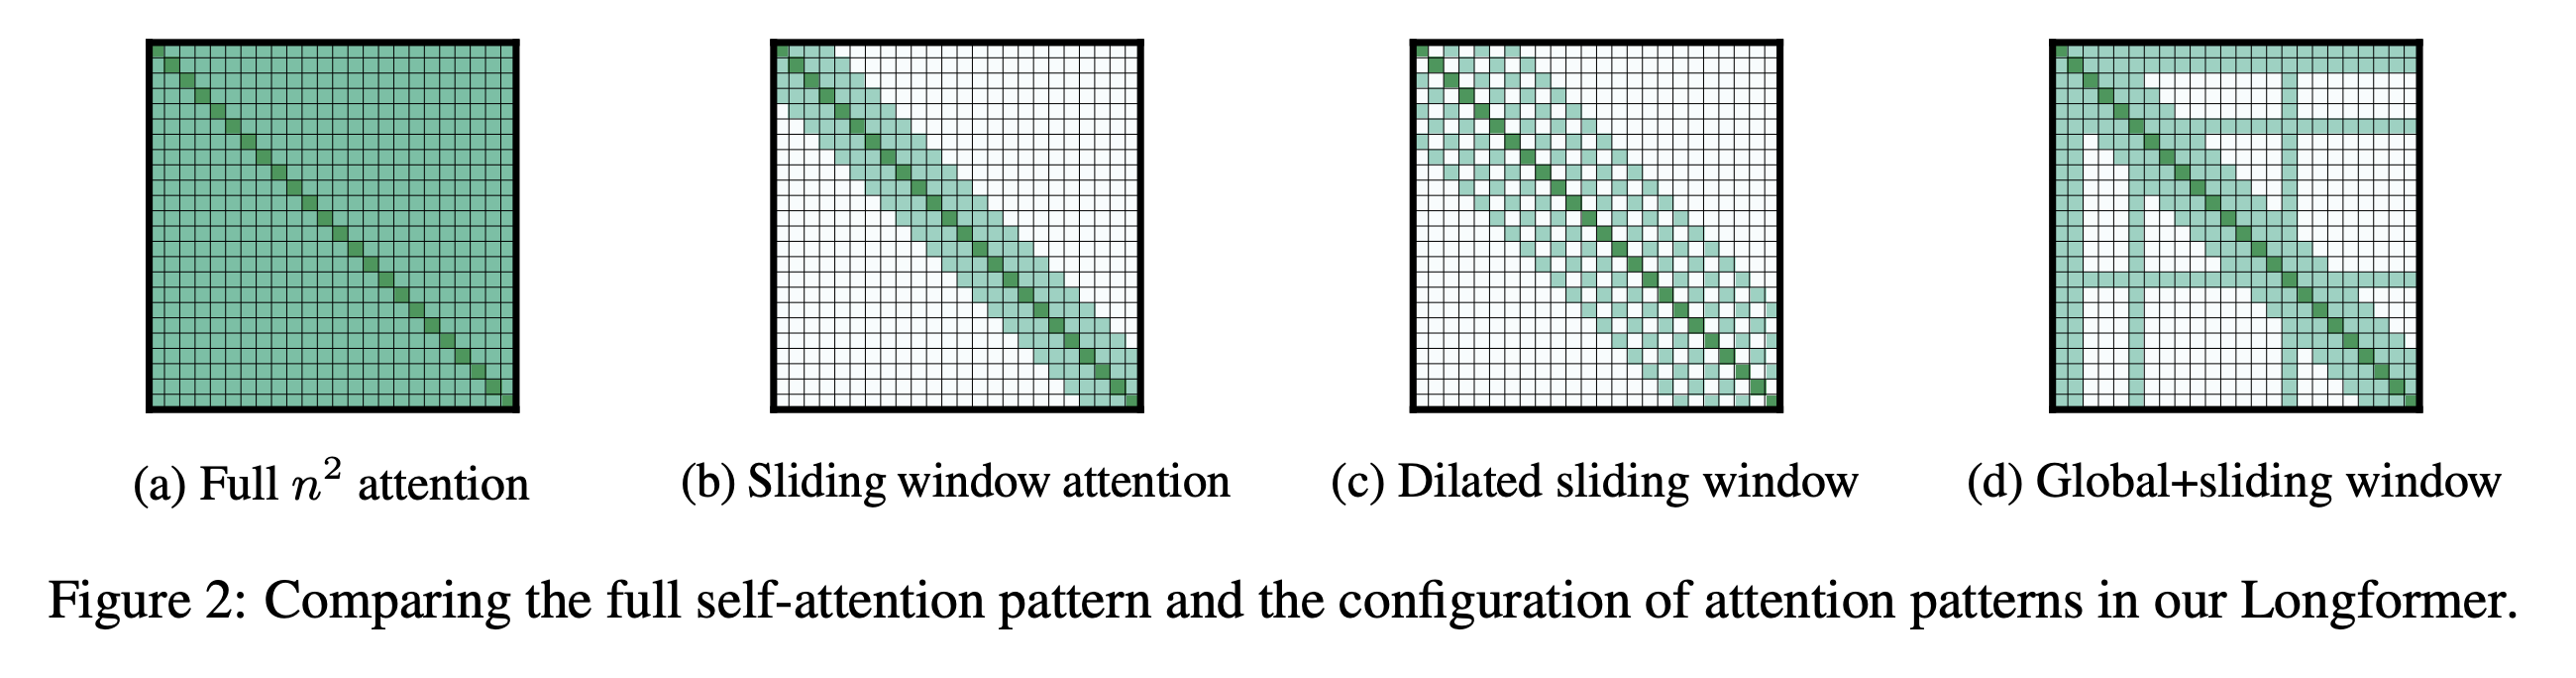 (a) Full n² attention
(b) Sliding window attention
(c) Dilated sliding window
(d) Global+sliding window
Figure 2: Comparing the full self-attention pattern and the configuration of attention patterns in our Longformer.